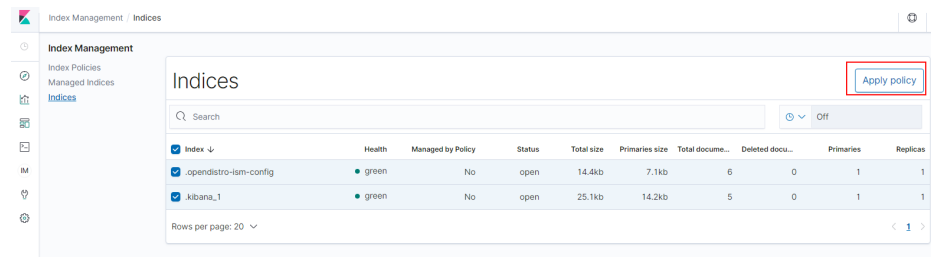 Index Management / Indices
Index Management
Index Policies
Managed Indices
Indices
Indices
Apply policy
Search
Off
Index Health Managed by Policy Status Total size Primaries size Total docume... Deleted docu... Primaries Replicas
.opendistro-ism-config green No open 14.4kb 7.1kb 6 0 1 1
.kibana_1 green No open 25.1kb 14.2kb 5 0 1 1
IM
Rows per page: 20
1